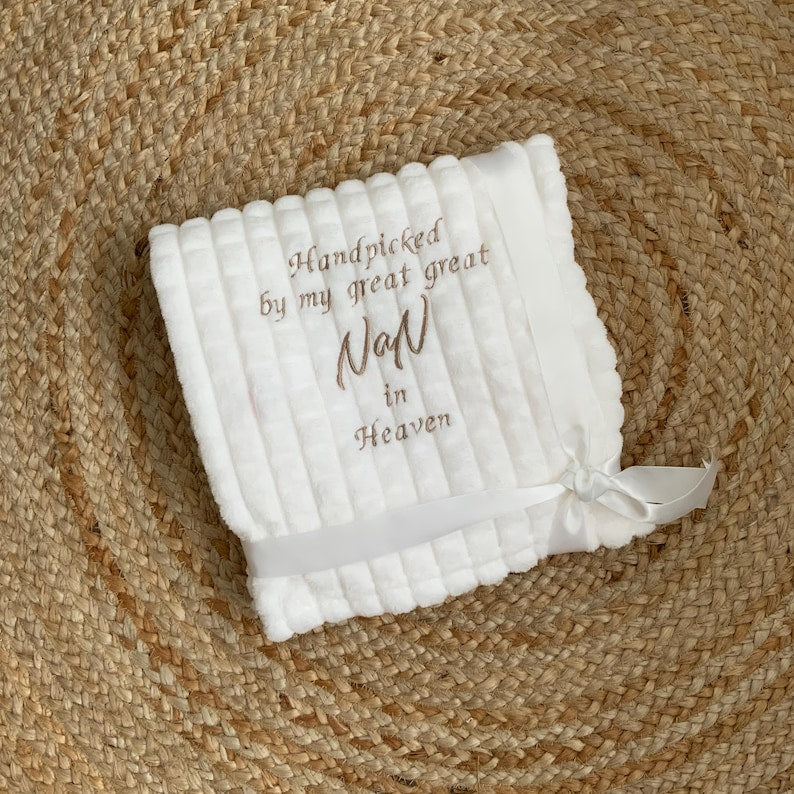 Handpicked
by my great great
NaN
in
Heaven